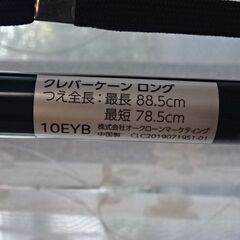 クレバーケーン ロング
つえ全長：最長 88.5cm
最短 78.5cm
10EYB 株式会社オークローンマーケティング
中国製 CLC20190719S1-01